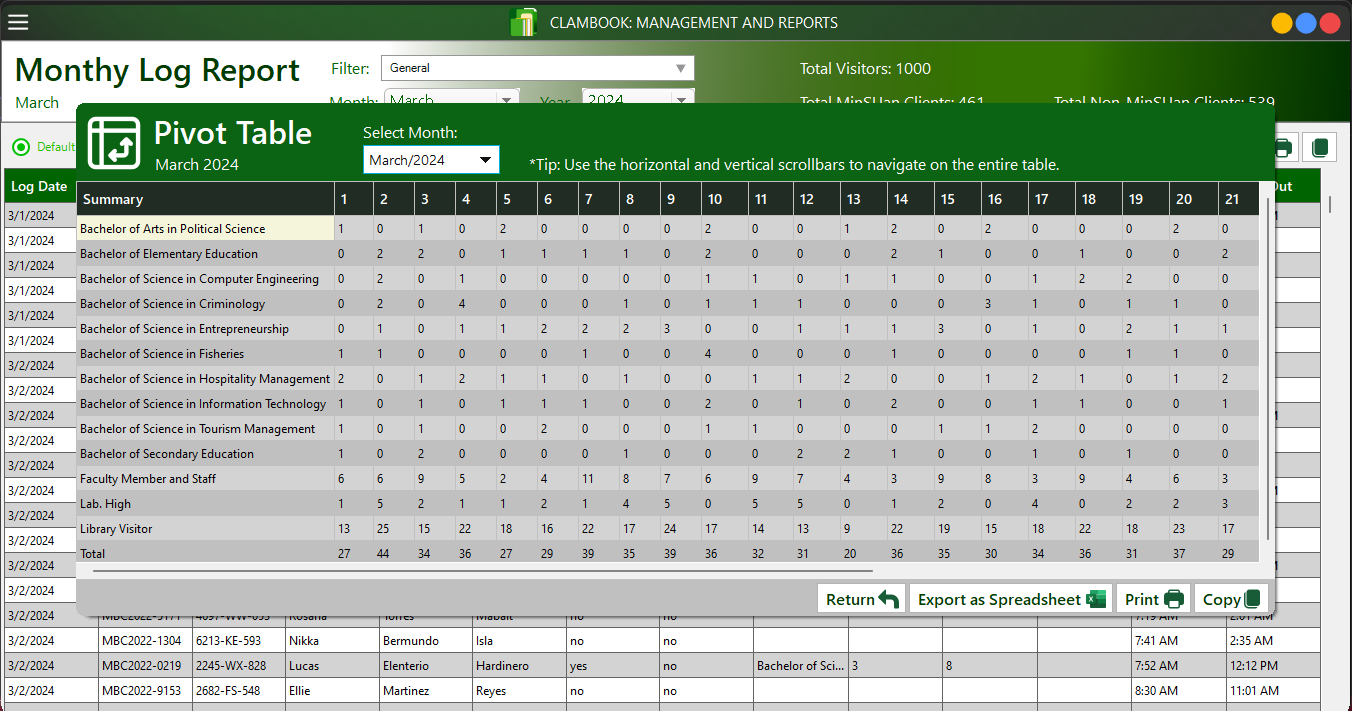 CLAMBOOK: MANAGEMENT AND REPORTS
Monthy Log Report
Filter: General
Total Visitors: 1000
March
Month: March Year 2024
Total MinSUan Clients: 461 Total Non-MinSUan Clients: 539
Pivot Table
March 2024
Select Month:
March/2024
*Tip: Use the horizontal and vertical scrollbars to navigate on the entire table.
Default
Log Date
Out
Summary 1 2 3 4 5 6 7 8 9 10 11 12 13 14 15 16 17 18 19 20 21
Bachelor of Arts in Political Science 1 0 1 0 2 0 0 0 0 2 0 0 1 2 0 2 0 0 0 2 0
Bachelor of Elementary Education 0 2 2 0 1 1 1 1 0 2 0 0 0 2 1 0 0 1 0 0 2
Bachelor of Science in Computer Engineering 0 2 0 1 0 0 0 0 0 1 1 0 1 1 0 0 1 2 2 0 0
Bachelor of Science in Criminology 0 2 0 4 0 0 0 1 0 1 1 1 0 0 0 3 1 0 1 1 0
Bachelor of Science in Entrepreneurship 0 1 0 1 1 2 2 2 3 0 0 1 1 1 3 0 1 0 2 1 1
Bachelor of Science in Fisheries 1 1 0 0 0 0 1 0 0 4 0 0 0 1 0 0 0 0 1 1 0
Bachelor of Science in Hospitality Management 2 0 1 2 1 1 0 1 0 0 1 1 2 0 0 1 2 1 0 1 2
Bachelor of Science in Information Technology 1 0 1 0 1 1 1 0 0 2 0 1 0 2 0 0 1 1 0 0 1
Bachelor of Science in Tourism Management 1 0 1 0 0 2 0 0 0 1 1 0 0 0 1 1 2 0 0 0 0
Bachelor of Secondary Education 1 0 2 0 0 0 0 1 0 0 0 2 2 1 0 0 1 0 1 0 0
Faculty Member and Staff 6 6 9 5 2 4 11 8 7 6 9 7 4 3 9 8 3 9 4 6 3
Lab. High 1 5 2 1 1 2 1 4 5 0 5 5 0 1 2 0 4 0 2 2 3
Library Visitor 13 25 15 22 18 16 22 17 24 17 14 13 9 22 19 15 18 22 18 23 17
Total 27 44 34 36 27 29 39 35 39 36 32 31 20 36 35 30 34 36 31 37 29
3/1/2024
3/1/2024
3/1/2024
3/1/2024
3/1/2024
3/1/2024
3/2/2024
3/2/2024
3/2/2024
3/2/2024
3/2/2024
3/2/2024
3/2/2024
3/2/2024
3/2/2024
3/2/2024
Return Export as Spreadsheet Print Copy
3/2/2024 Rosana Torres no no 7:19 AM 2:01 AM
3/2/2024 MBC2022-1304 6213-KE-593 Nikka Bermundo Isla no no 7:41 AM 2:35 AM
3/2/2024 MBC2022-0219 2245-WX-828 Lucas Elenterio Hardinero yes no Bachelor of Sci... 3 8 7:52 AM 12:12 PM
3/2/2024 MBC2022-9153 2682-FS-548 Ellie Martinez Reyes no no 8:30 AM 11:01 AM